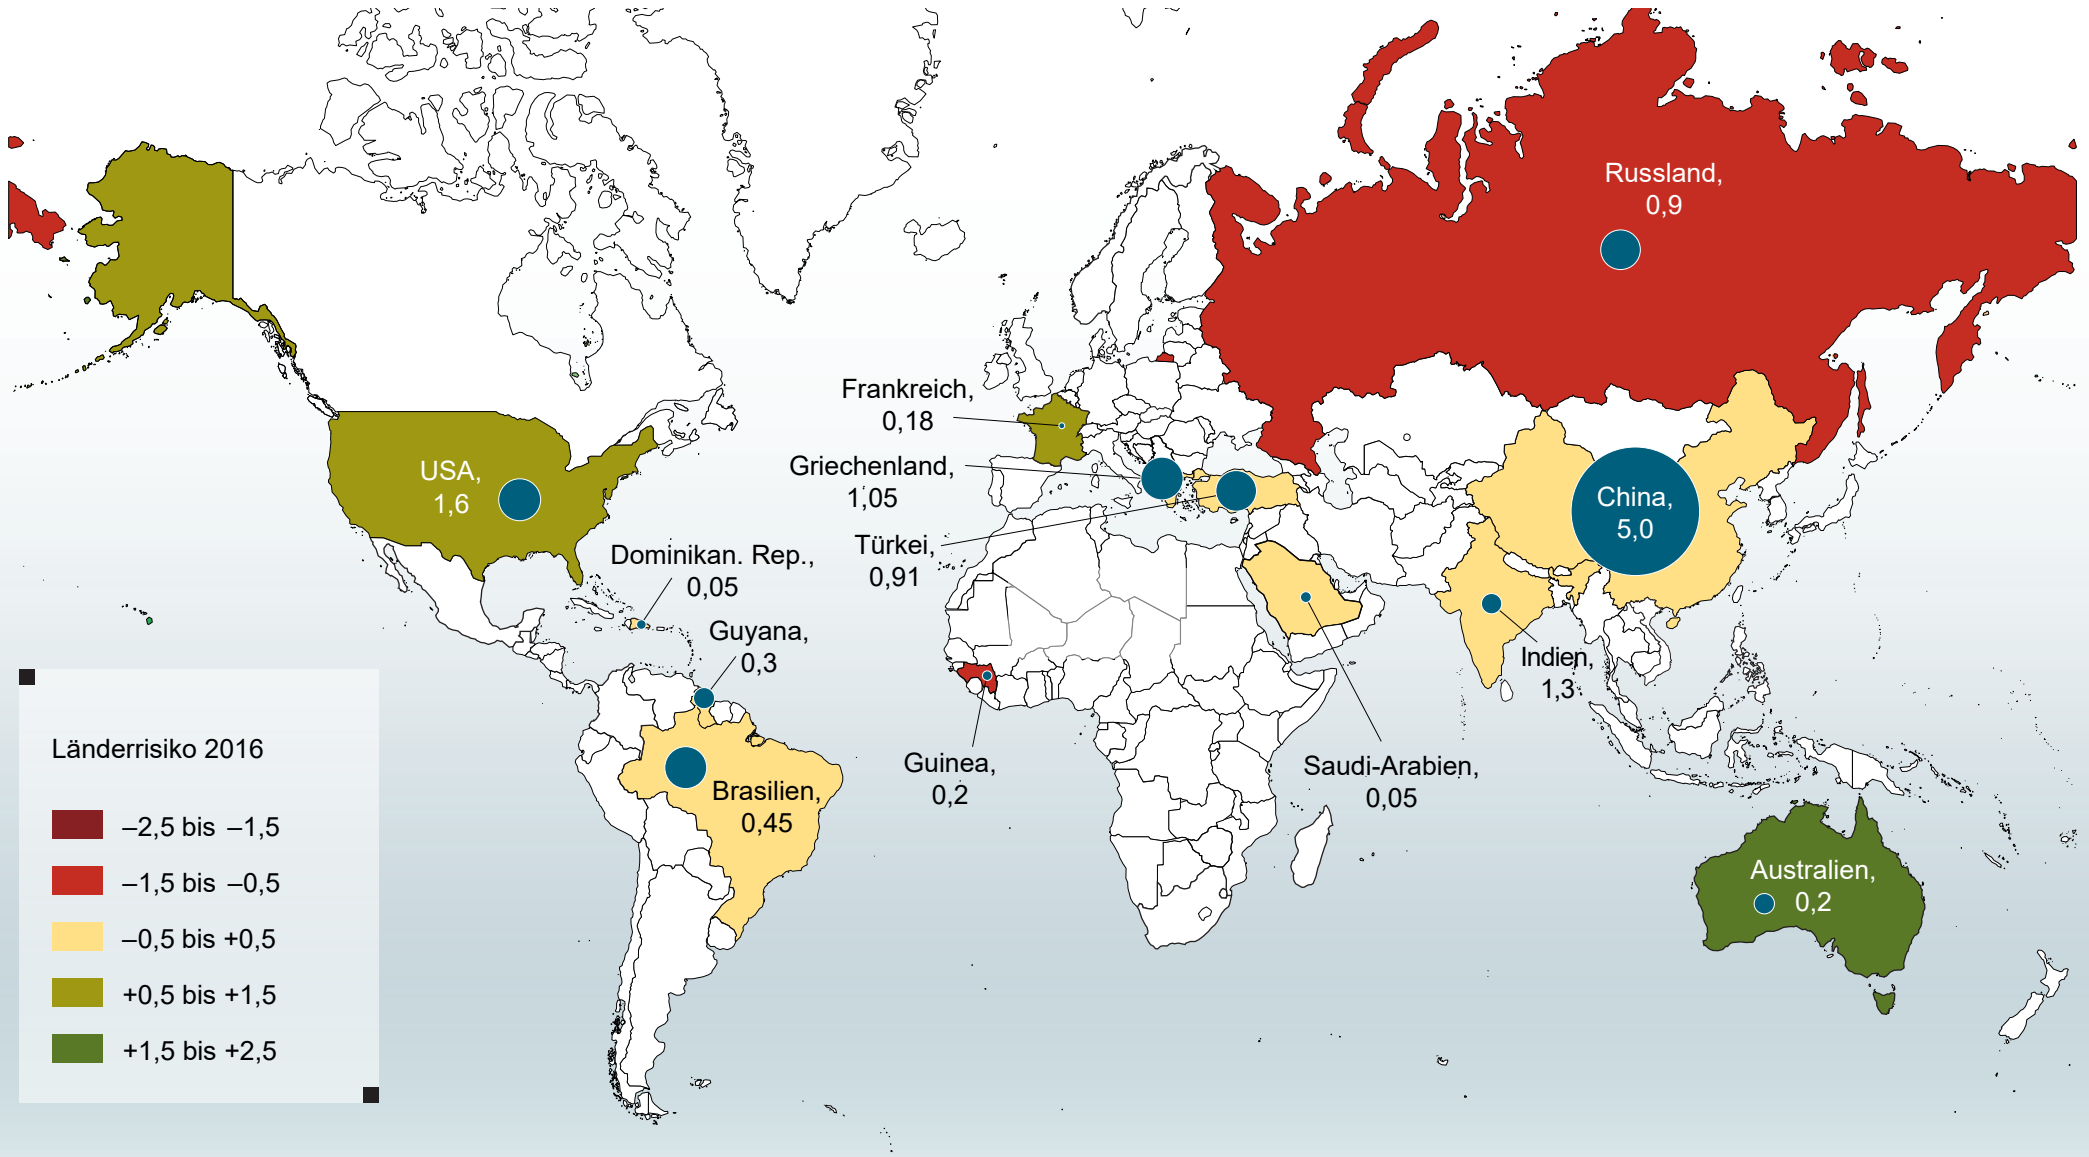 Russland,
0,9
Frankreich,
0,18
Griechenland,
1,05
USA,
1,6
China,
5,0
Türkei,
0,91
Dominikan. Rep.,
0,05
Guyana,
0,3
Indien,
1,3
Guinea,
0,2
Saudi-Arabien,
0,05
Brasilien,
0,45
Australien,
0,2
Länderrisiko 2016
–2,5 bis –1,5
–1,5 bis –0,5
–0,5 bis +0,5
+0,5 bis +1,5
+1,5 bis +2,5